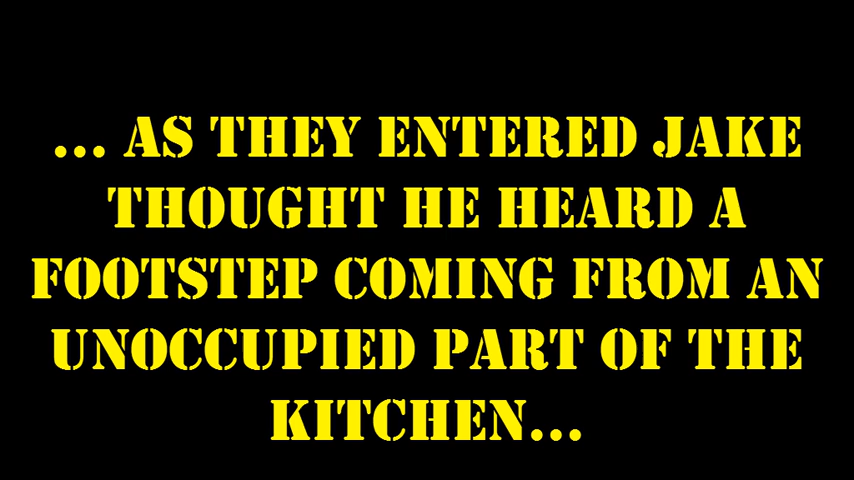 ... AS THEY ENTERED JAKE
THOUGHT HE HEARD A
FOOTSTEP COMING FROM AN
UNOCCUPIED PART OF THE
KITCHEN...